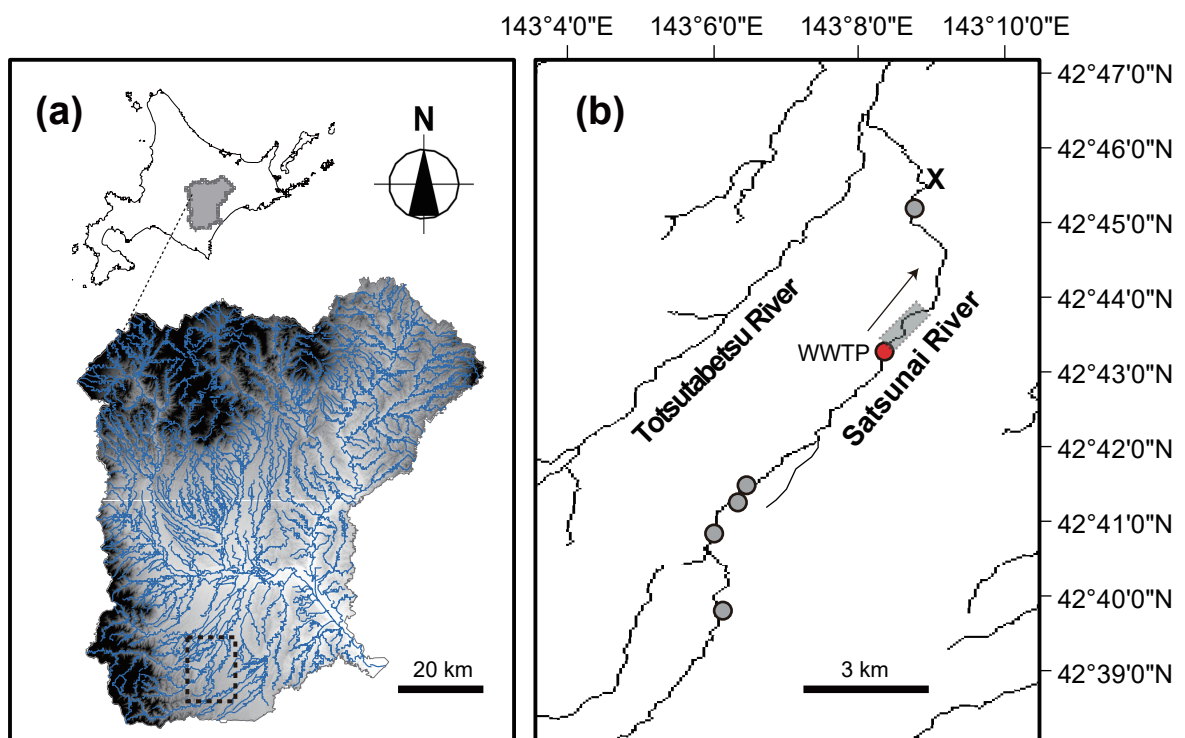 143°4'0"E 143°6'0"E 143°8'0"E 143°10'0"E
(a)
N
20 km
(b)
X
Totsutabetsu River
WWTP
Satsunai River
3 km
42°47'0"N
42°46'0"N
42°45'0"N
42°44'0"N
42°43'0"N
42°42'0"N
42°41'0"N
42°40'0"N
42°39'0"N